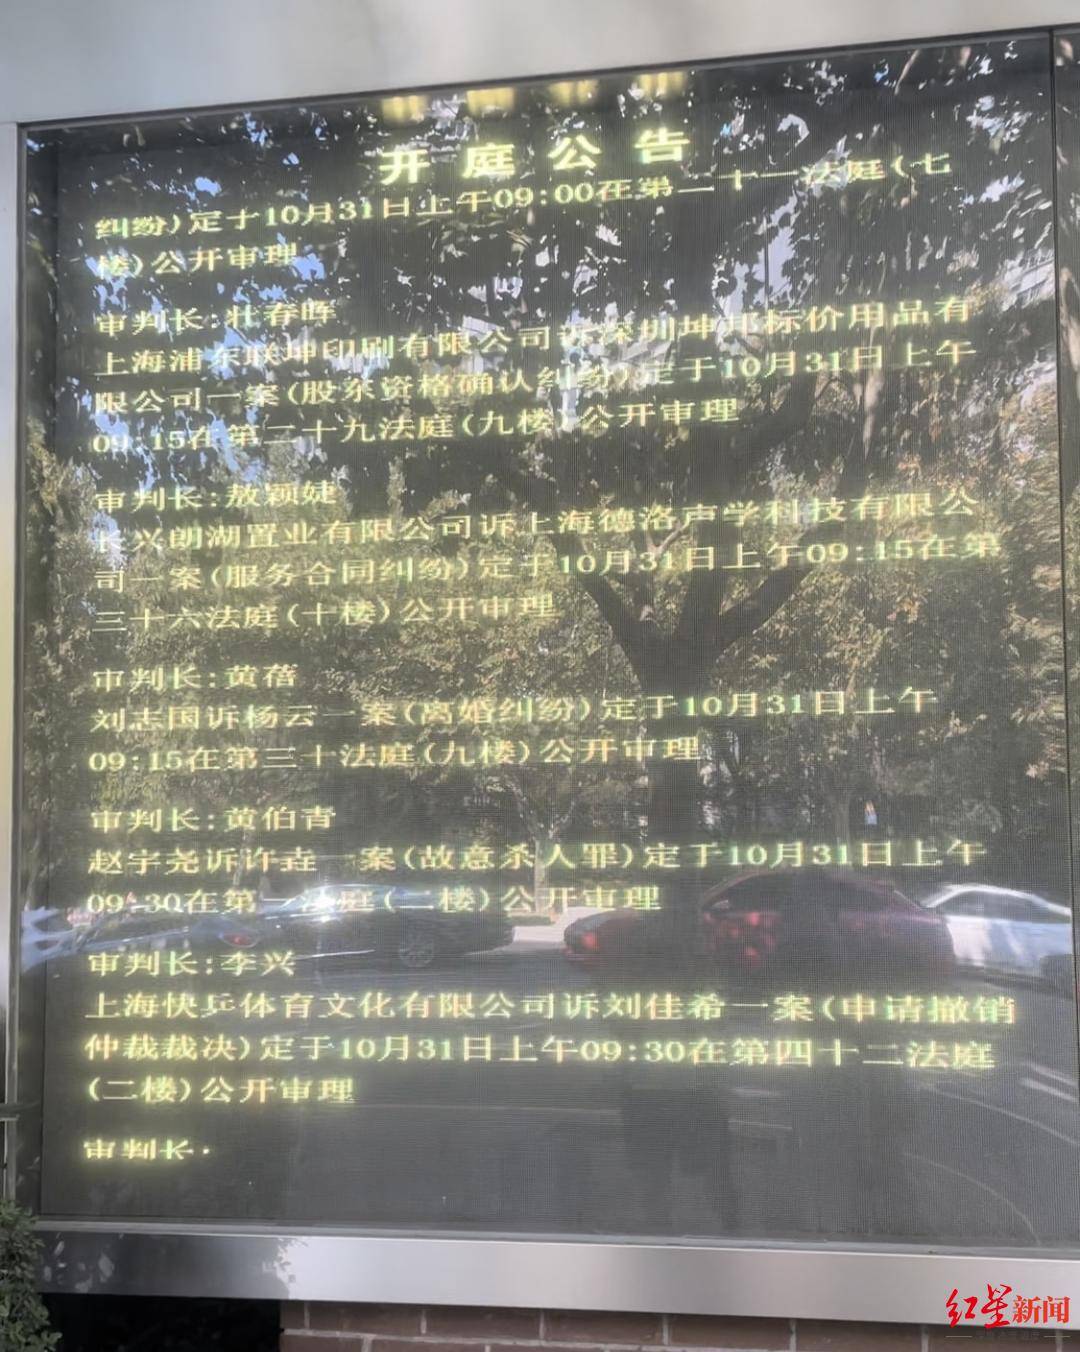 开庭公告
纠纷)定于10月31日上午09:00在第二十一法庭(七
楼)公开审理
审判长:壮春晖
上海浦东联坤印刷有限公司诉深圳坤邦标价用品有
限公司一案(股东资格确认纠纷)定于10月31日上午
09:15在第二十九法庭(九楼)公开审理
审判长:敖颖婕
长兴朗湖置业有限公司诉上海德洛声学科技有限公
司一案(服务合同纠纷)定于10月31日上午09:15在第
三十六法庭(十楼)公开审理
审判长:黄蓓
刘志国诉杨云一案(离婚纠纷)定于10月31日上午
09:15在第三十法庭(九楼)公开审理
审判长:黄伯青
赵宇尧诉许垚一案(故意杀人罪)定于10月31日上午
09:30在第一法庭(二楼)公开审理
审判长:李兴
上海快乒体育文化有限公司诉刘佳希一案(申请撤销
仲裁裁决)定于10月31日上午09:30在第四十二法庭
(二楼)公开审理
审判长:
红星新闻